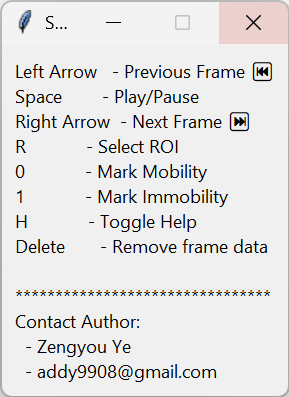 S...
Left Arrow   - Previous Frame ⏮
Space        - Play/Pause
Right Arrow  - Next Frame ⏭
R            - Select ROI
0            - Mark Mobility
1            - Mark Immobility
H            - Toggle Help
Delete       - Remove frame data
*******************************
Contact Author:
  - Zengyou Ye
  - addy9908@gmail.com